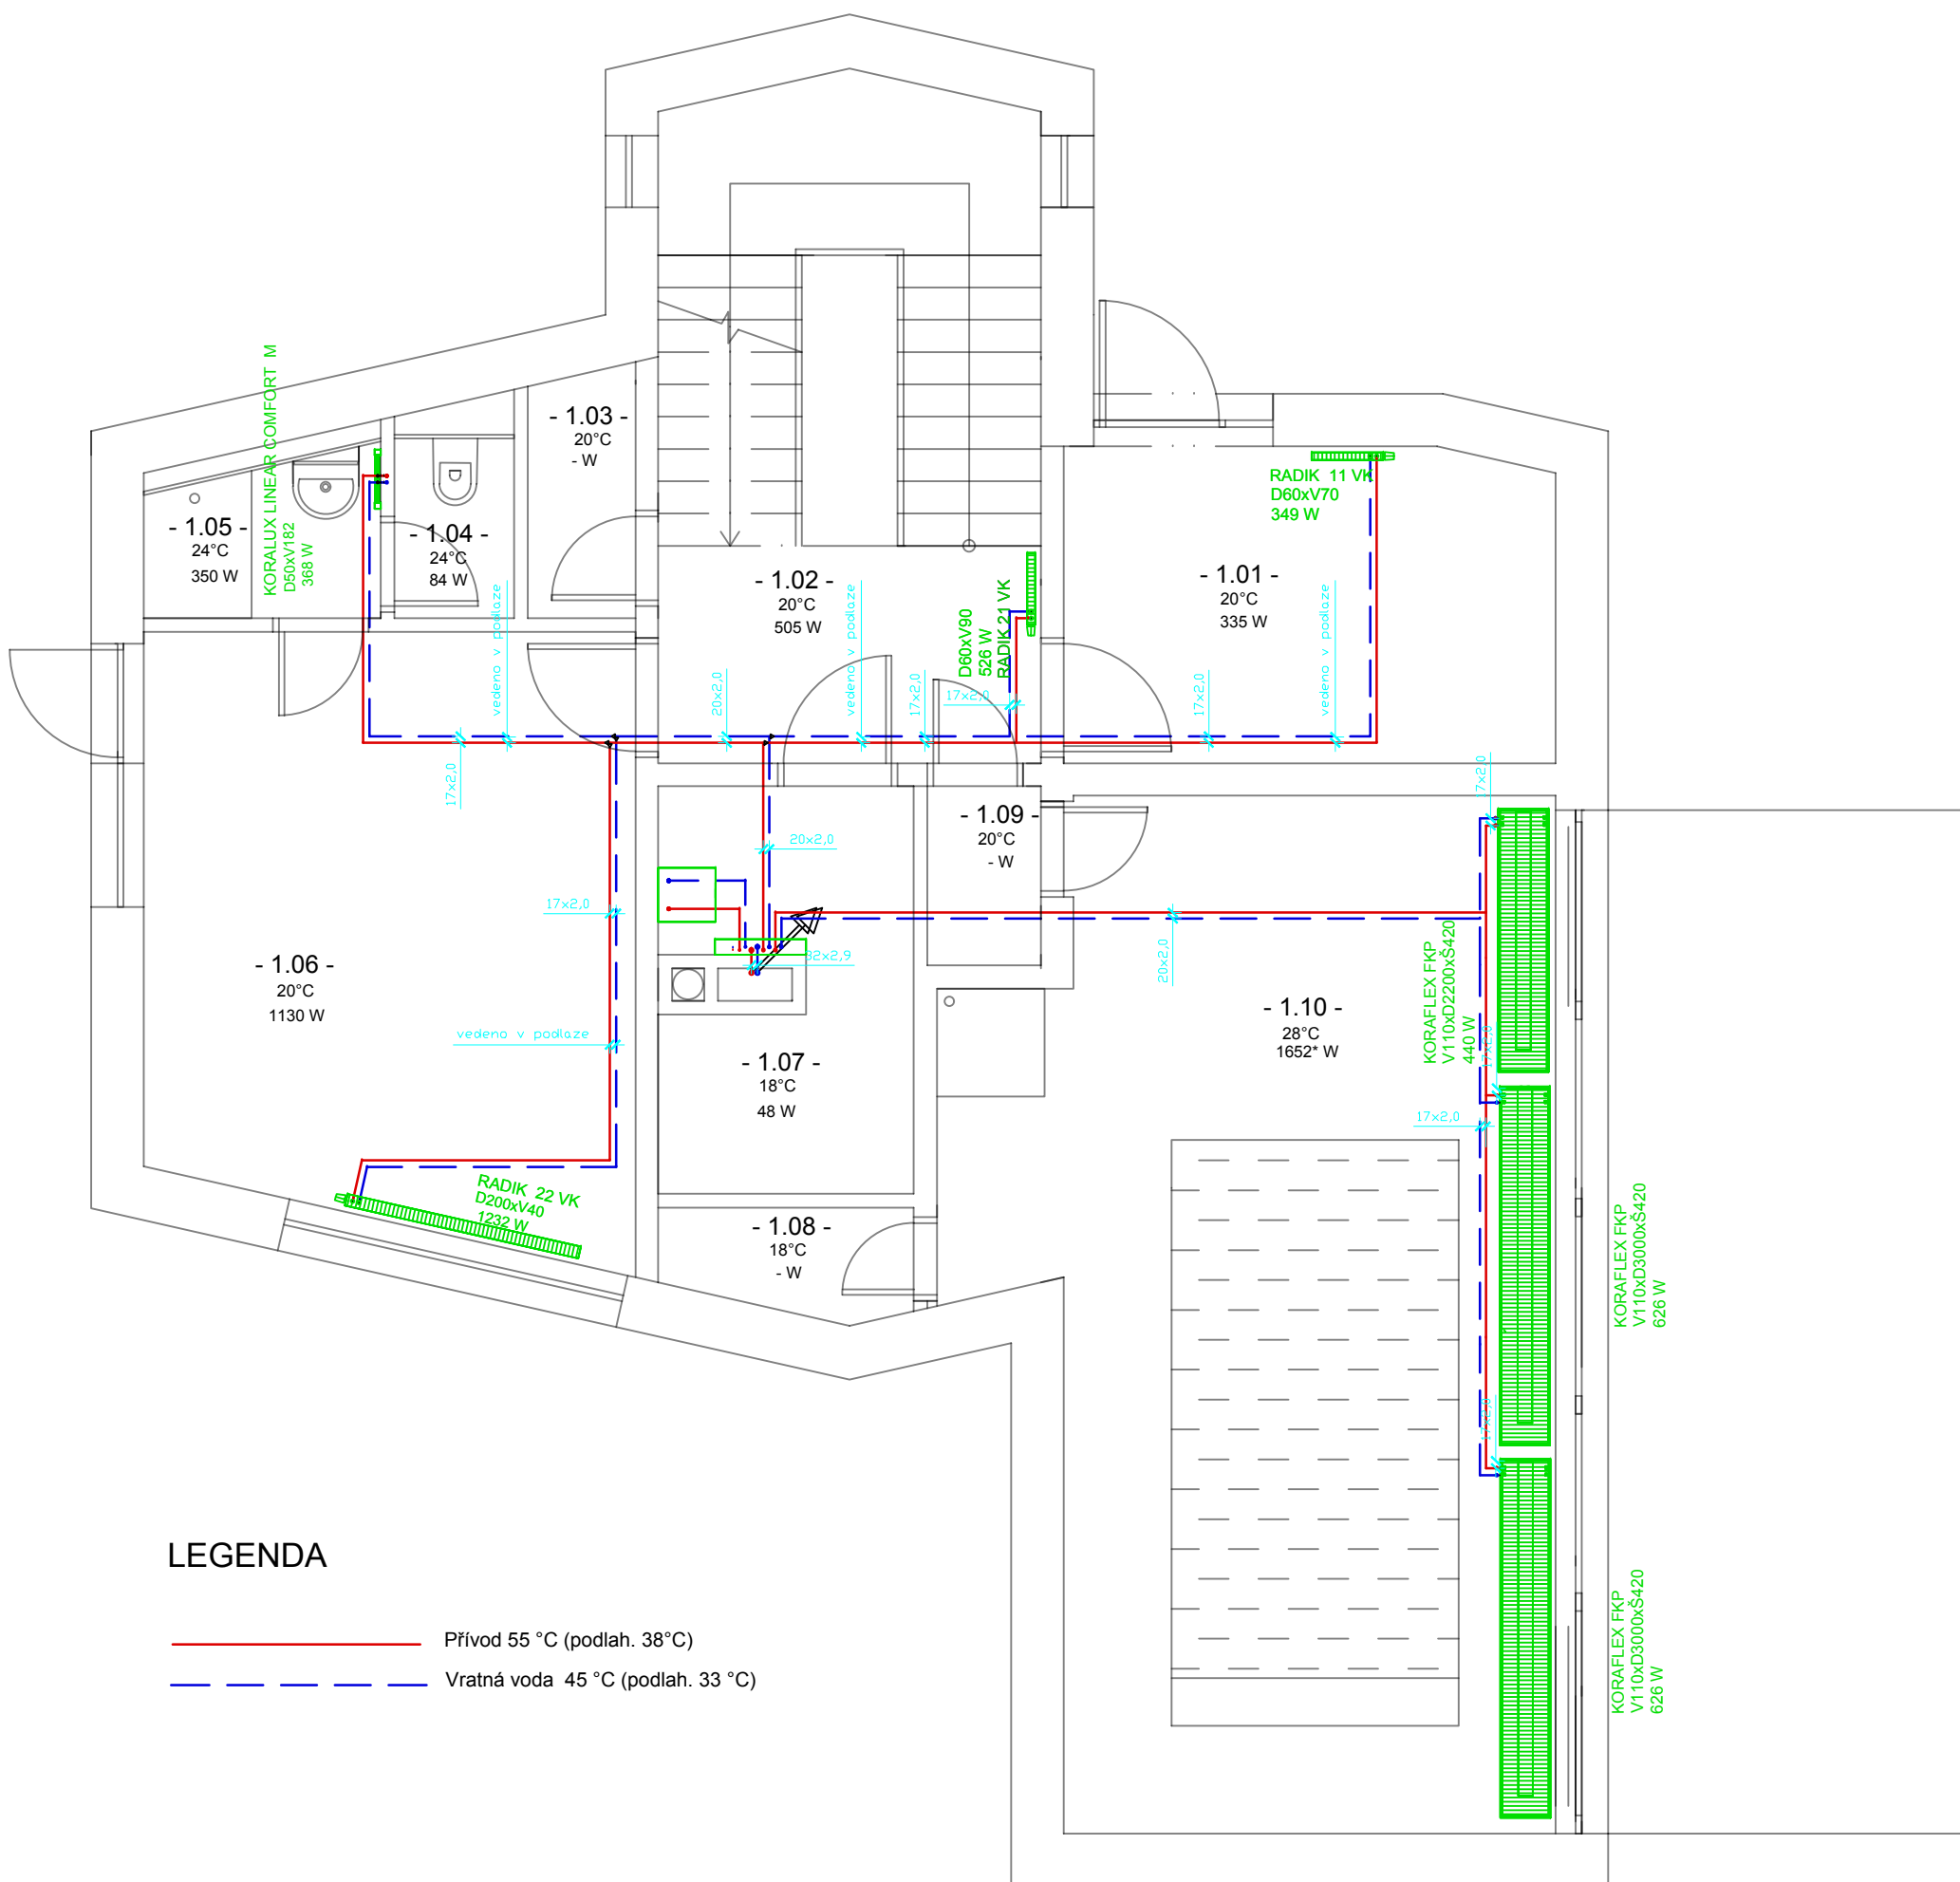 - 1.03 -
20°C
- W
KORALUX LINEAR COMFORT M
D50xV182
368 W
- 1.05 -
24°C
350 W
- 1.04 -
24°C
84 W
vedeno v podlaze
- 1.02 -
20°C
505 W
20x2,0
vedeno v podlaze
17x2,0
D60xV90
526 W
RADIK 21 VK
17x2,0
RADIK 11 VK
D60xV70
349 W
- 1.01 -
20°C
335 W
17x2,0
vedeno v podlaze
17x2,0
17x2,0
- 1.09 -
20°C
- W
20x2,0
17x2,0
32x2,9
20x2,0
- 1.06 -
20°C
1130 W
vedeno v podlaze
- 1.07 -
18°C
48 W
- 1.10 -
28°C
1652* W
KORAFLEX FKP
V110xD2200xŠ420
440 W
17x2,0
17x2,0
RADIK 22 VK
D200xV40
1232 W
- 1.08 -
18°C
- W
KORAFLEX FKP
V110xD3000xŠ420
626 W
17x2,0
KORAFLEX FKP
V110xD3000xŠ420
626 W
LEGENDA
Přívod 55 °C (podlah. 38°C)
Vratná voda 45 °C (podlah. 33 °C)